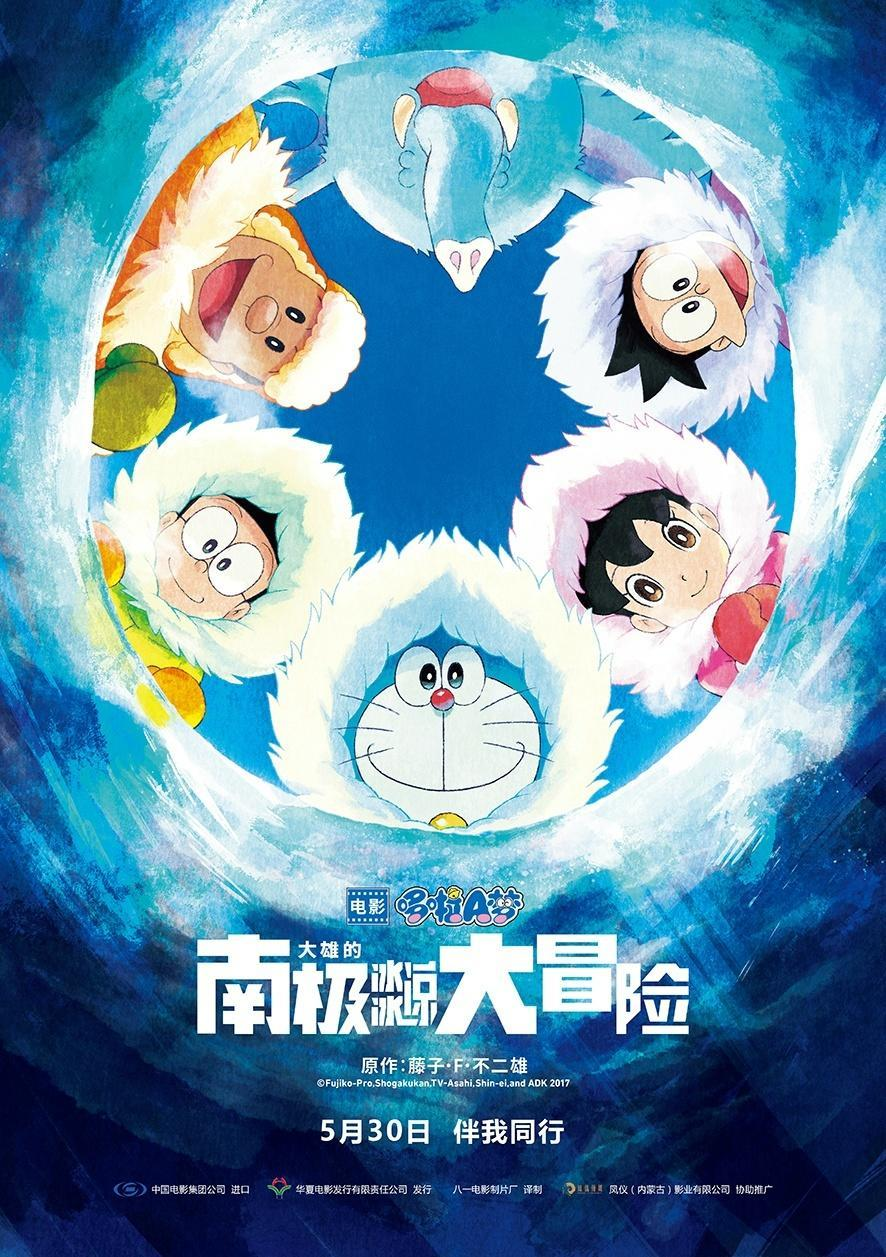 电影 哆啦A梦
大雄的
南极冰冰凉大冒险
原作：藤子·F·不二雄
©Fujiko-Pro,Shogakukan,TV-Asahi,Shin-ei,and ADK 2017
5月30日 伴我同行
中国电影集团公司 进口 华夏电影发行有限责任公司 发行 八一电影制片厂 译制 凤仪（内蒙古）影业有限公司 协助推广